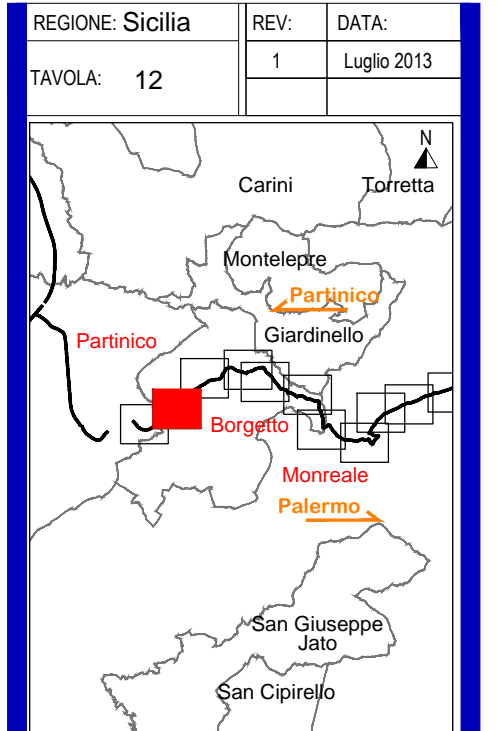 REGIONE: Sicilia REV: DATA:
TAVOLA: 12 1 Luglio 2013
N
Carini Torretta
Montelepre
Partinico
Partinico Giardinello
Borgetto
Monreale
Palermo
San Giuseppe
Jato
San Cipirello